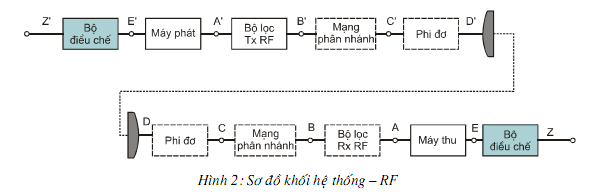 Z'
Bộ
điều chế
E'
Máy phát
A'
Bộ lọc
Tx RF
B'
Mạng
phân nhánh
C'
Phi đơ
D'
D
Phi đơ
C
Mạng
phân nhánh
B
Bộ lọc
Rx RF
A
Máy thu
E
Bộ
điều chế
Z
Hình 2: Sơ đồ khối hệ thống – RF